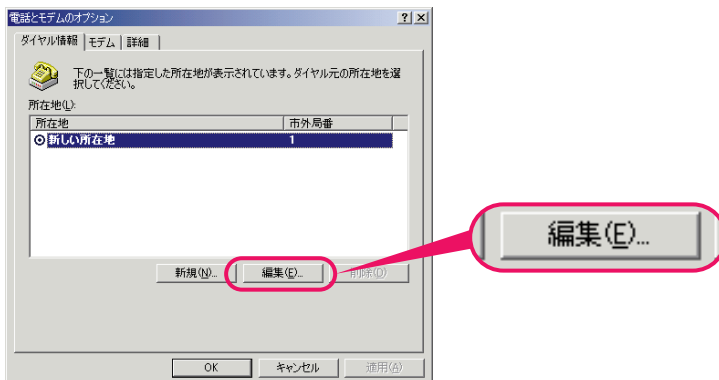 電話とモデムのオプション
ダイヤル情報 モデム 詳細
下の一覧には指定した所在地が表示されています。ダイヤル元の所在地を選
択してください。
所在地(L):
所在地 市外局番
新しい所在地 1
新規(N)... 編集(E)... 削除(D)
編集(E)...
OK キャンセル 適用(A)